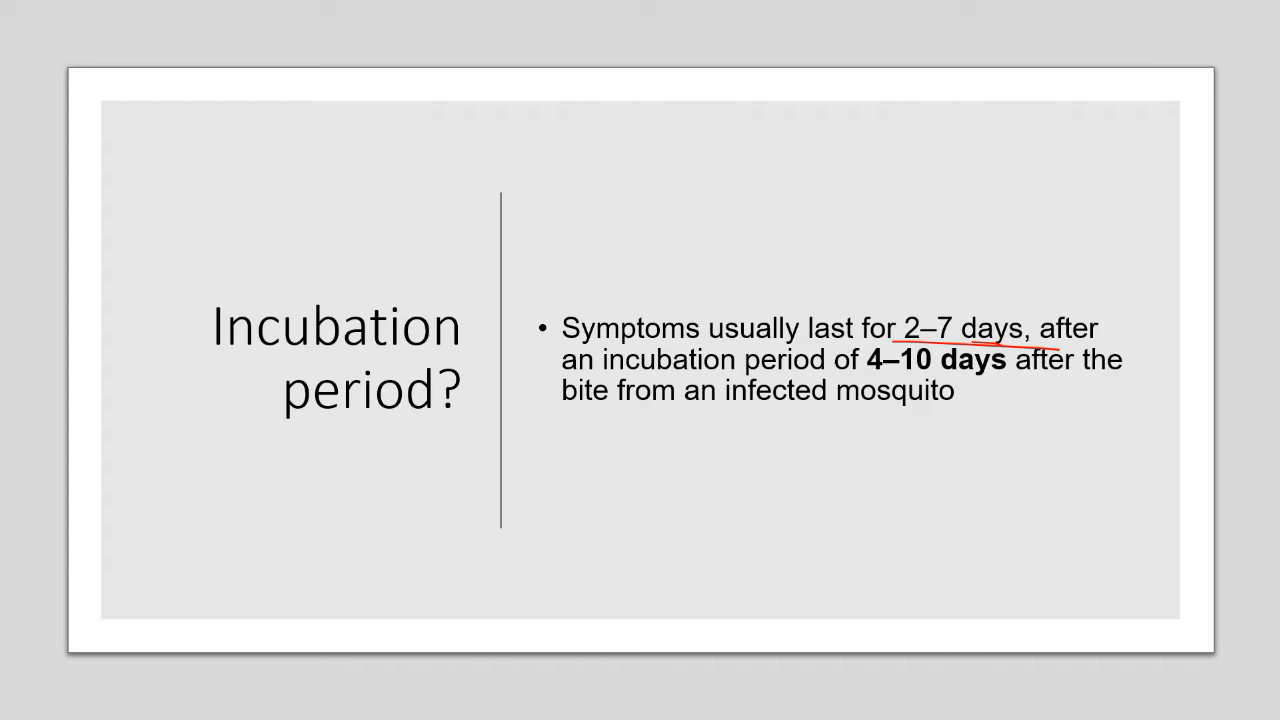 Incubation
period?
• Symptoms usually last for 2–7 days, after
an incubation period of 4–10 days after the
bite from an infected mosquito